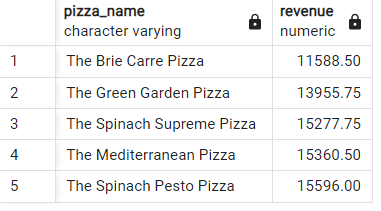 pizza_name revenue
character varying numeric
1 The Brie Carre Pizza 11588.50
2 The Green Garden Pizza 13955.75
3 The Spinach Supreme Pizza 15277.75
4 The Mediterranean Pizza 15360.50
5 The Spinach Pesto Pizza 15596.00